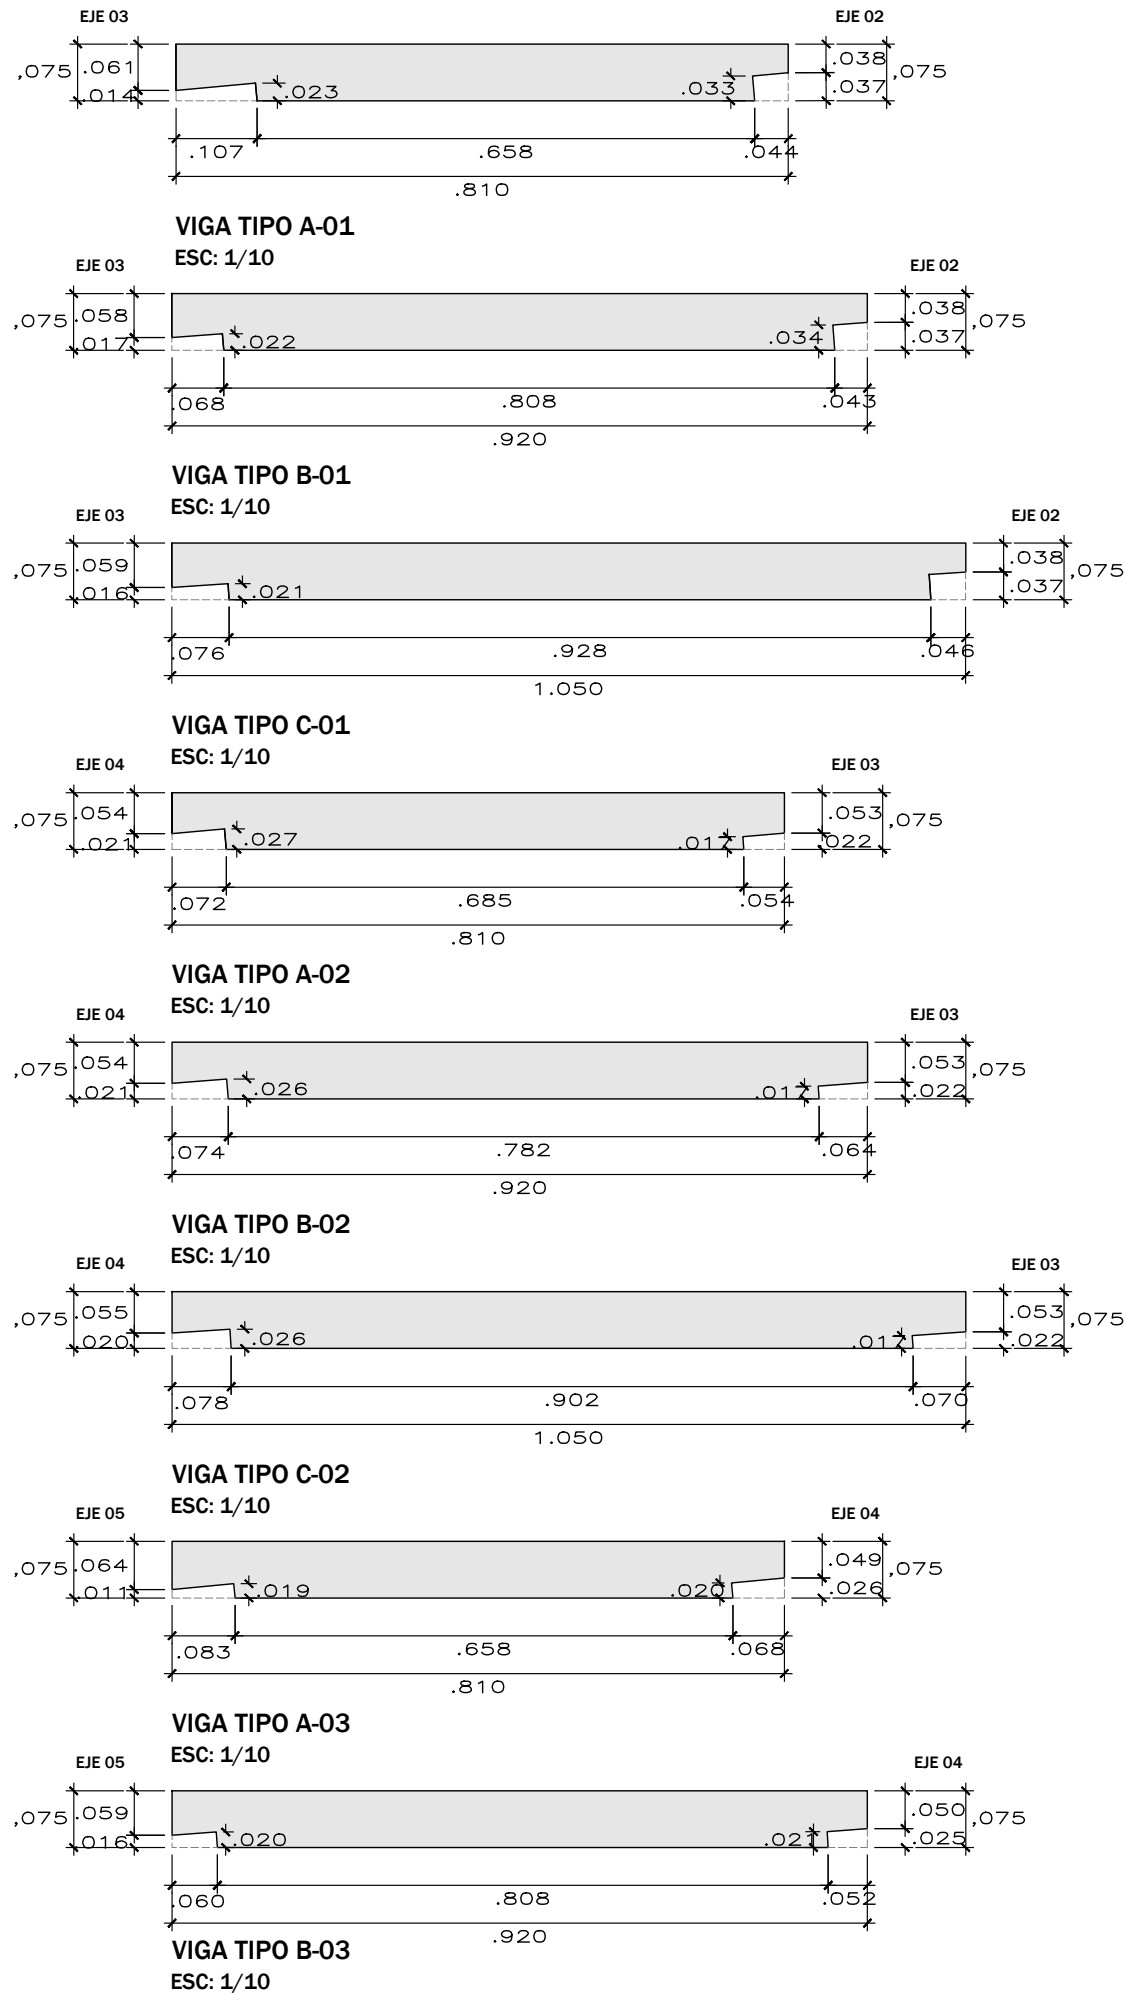 EJE 03 EJE 02
,075 .061 .038 ,075
.014 .023 .033 .037
.107 .658 .044
.810
VIGA TIPO A-01
ESC: 1/10
EJE 03 EJE 02
,075 .058 .038 ,075
.017 .022 .034 .037
.068 .808 .043
.920
VIGA TIPO B-01
ESC: 1/10
EJE 03 EJE 02
,075 .059 .038 ,075
.016 .021 .037
.076 .928 .046
1.050
VIGA TIPO C-01
ESC: 1/10
EJE 04 EJE 03
,075 .054 .053 ,075
.021 .027 .017 .022
.072 .685 .054
.810
VIGA TIPO A-02
ESC: 1/10
EJE 04 EJE 03
,075 .054 .053 ,075
.021 .026 .017 .022
.074 .782 .064
.920
VIGA TIPO B-02
ESC: 1/10
EJE 04 EJE 03
,075 .055 .053 ,075
.020 .026 .017 .022
.078 .902 .070
1.050
VIGA TIPO C-02
ESC: 1/10
EJE 05 EJE 04
,075 .064 .049 ,075
.011 .019 .020 .026
.083 .658 .068
.810
VIGA TIPO A-03
ESC: 1/10
EJE 05 EJE 04
,075 .059 .050 ,075
.016 .020 .021 .025
.060 .808 .052
.920
VIGA TIPO B-03
ESC: 1/10